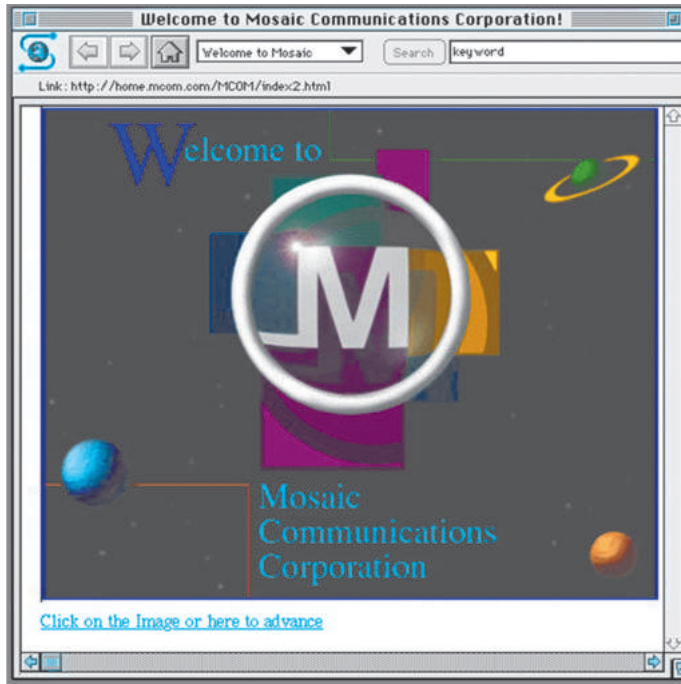 Welcome to Mosaic Communications Corporation!
Welcome to Mosaic Search keyword
Link: http://home.mcom.com/MCOM/index2.html
Welcome to
M
Mosaic
Communications
Corporation
Click on the Image or here to advance